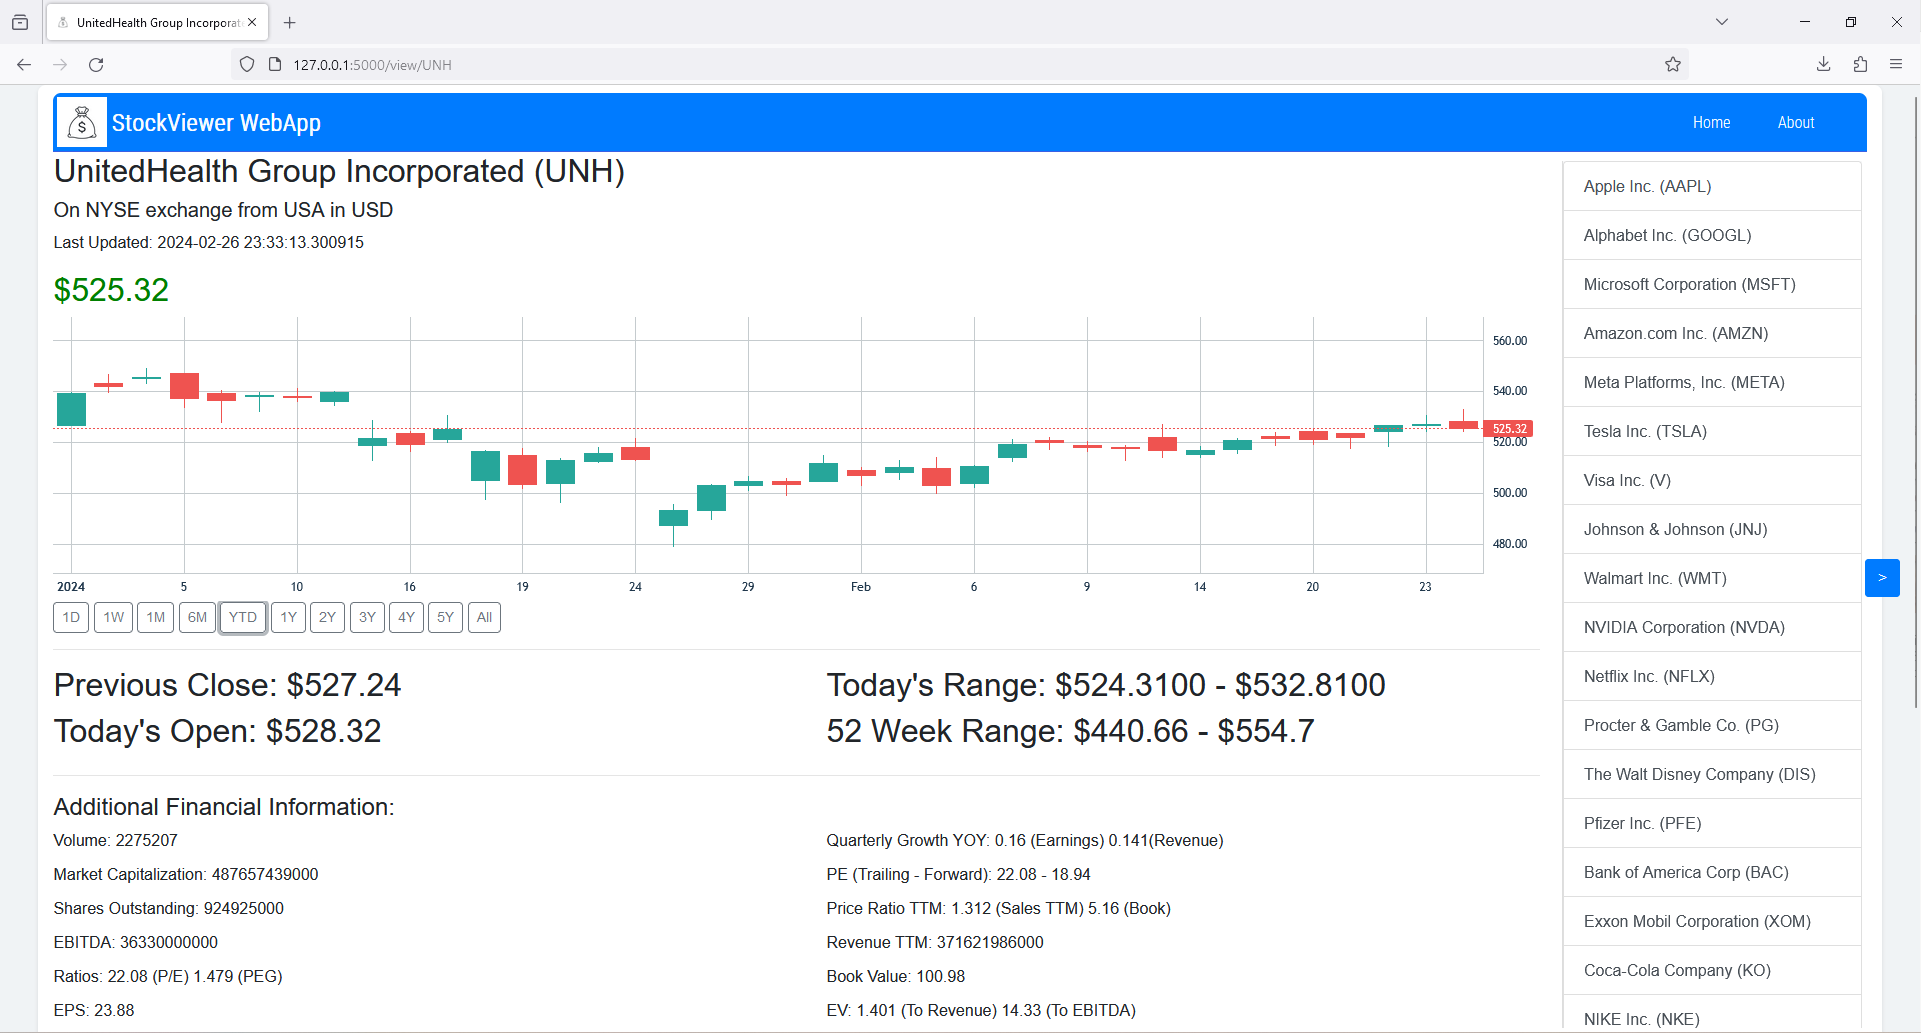 UnitedHealth Group Incorporat
127.0.0.1:5000/view/UNH
$
StockViewer WebApp
Home
About
UnitedHealth Group Incorporated (UNH)
On NYSE exchange from USA in USD
Last Updated: 2024-02-26 23:33:13.300915
$525.32
560.00
540.00
525.32
520.00
500.00
480.00
2024 5 10 16 19 24 29 Feb 6 9 14 20 23
1D 1W 1M 6M YTD 1Y 2Y 3Y 4Y 5Y All
Previous Close: $527.24
Today's Open: $528.32
Today's Range: $524.3100 - $532.8100
52 Week Range: $440.66 - $554.7
Additional Financial Information:
Volume: 2275207
Market Capitalization: 487657439000
Shares Outstanding: 924925000
EBITDA: 36330000000
Ratios: 22.08 (P/E) 1.479 (PEG)
EPS: 23.88
Quarterly Growth YOY: 0.16 (Earnings) 0.141(Revenue)
PE (Trailing - Forward): 22.08 - 18.94
Price Ratio TTM: 1.312 (Sales TTM) 5.16 (Book)
Revenue TTM: 371621986000
Book Value: 100.98
EV: 1.401 (To Revenue) 14.33 (To EBITDA)
Apple Inc. (AAPL)
Alphabet Inc. (GOOGL)
Microsoft Corporation (MSFT)
Amazon.com Inc. (AMZN)
Meta Platforms, Inc. (META)
Tesla Inc. (TSLA)
Visa Inc. (V)
Johnson & Johnson (JNJ)
Walmart Inc. (WMT)
NVIDIA Corporation (NVDA)
Netflix Inc. (NFLX)
Procter & Gamble Co. (PG)
The Walt Disney Company (DIS)
Pfizer Inc. (PFE)
Bank of America Corp (BAC)
Exxon Mobil Corporation (XOM)
Coca-Cola Company (KO)
NIKE Inc. (NKE)
>